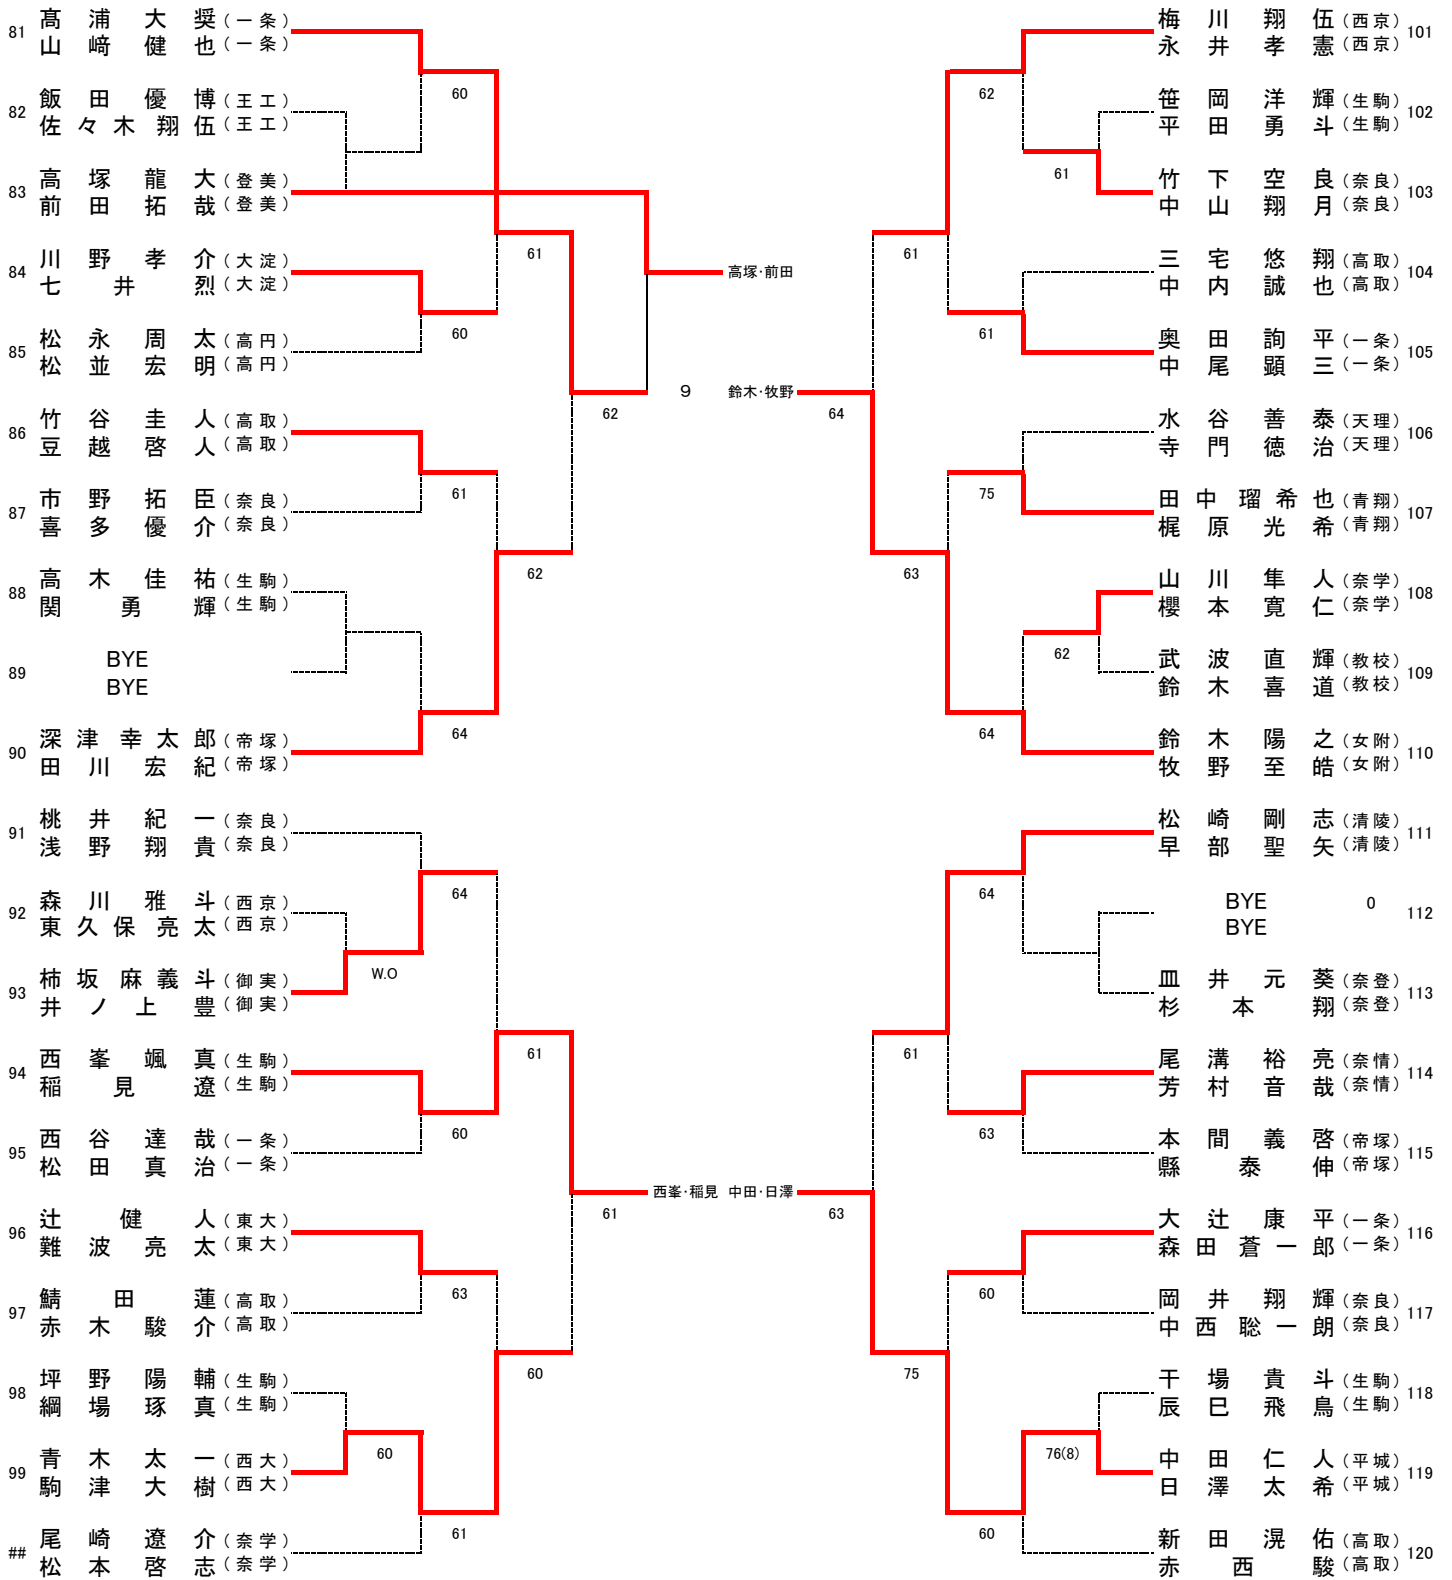 81 髙浦大奨(一条)
山﨑健也(一条)
60
82 飯田優博(王工)
佐々木翔伍(王工)
83 高塚龍大(登美)
前田拓哉(登美)
61
高塚・前田
84 川野孝介(大淀)
七井烈(大淀)
60
85 松永周太(高円)
松並宏明(高円)
62
9
86 竹谷圭人(高取)
豆越啓人(高取)
61
87 市野拓臣(奈良)
喜多優介(奈良)
62
88 高木佳祐(生駒)
関勇輝(生駒)
89 BYE
BYE
64
90 深津幸太郎(帝塚)
田川宏紀(帝塚)
91 桃井紀一(奈良)
浅野翔貴(奈良)
64
92 森川雅斗(西京)
東久保亮太(西京)
W.O
93 柿坂麻義斗(御実)
井ノ上豊(御実)
61
94 西峯颯真(生駒)
稲見遼(生駒)
60
95 西谷達哉(一条)
松田真治(一条)
西峯・稲見
61
96 辻健人(東大)
難波亮太(東大)
63
97 鯖田蓮(高取)
赤木駿介(高取)
60
98 坪野陽輔(生駒)
綱場琢真(生駒)
60
99 青木太一(西大)
駒津大樹(西大)
61
## 尾崎遼介(奈学)
松本啓志(奈学)
梅川翔伍(西京) 101
永井孝憲(西京)
62
笹岡洋輝(生駒) 102
平田勇斗(生駒)
61
竹下空良(奈良) 103
中山翔月(奈良)
61
三宅悠翔(高取) 104
中内誠也(高取)
61
奥田詢平(一条) 105
中尾顕三(一条)
鈴木・牧野
64
水谷善泰(天理) 106
寺門徳治(天理)
75
田中瑠希也(青翔) 107
梶原光希(青翔)
63
山川隼人(奈学) 108
櫻本寛仁(奈学)
62
武波直輝(教校) 109
鈴木喜道(教校)
64
鈴木陽之(女附) 110
牧野至皓(女附)
松崎剛志(清陵) 111
早部聖矢(清陵)
64
BYE 0 112
BYE
皿井元葵(奈登) 113
杉本翔(奈登)
61
尾溝裕亮(奈情) 114
芳村音哉(奈情)
63
本間義啓(帝塚) 115
縣泰伸(帝塚)
中田・日澤
63
大辻康平(一条) 116
森田蒼一郎(一条)
60
岡井翔輝(奈良) 117
中西聡一朗(奈良)
75
干場貴斗(生駒) 118
辰巳飛鳥(生駒)
76(8)
中田仁人(平城) 119
日澤太希(平城)
60
新田滉佑(高取) 120
赤西駿(高取)